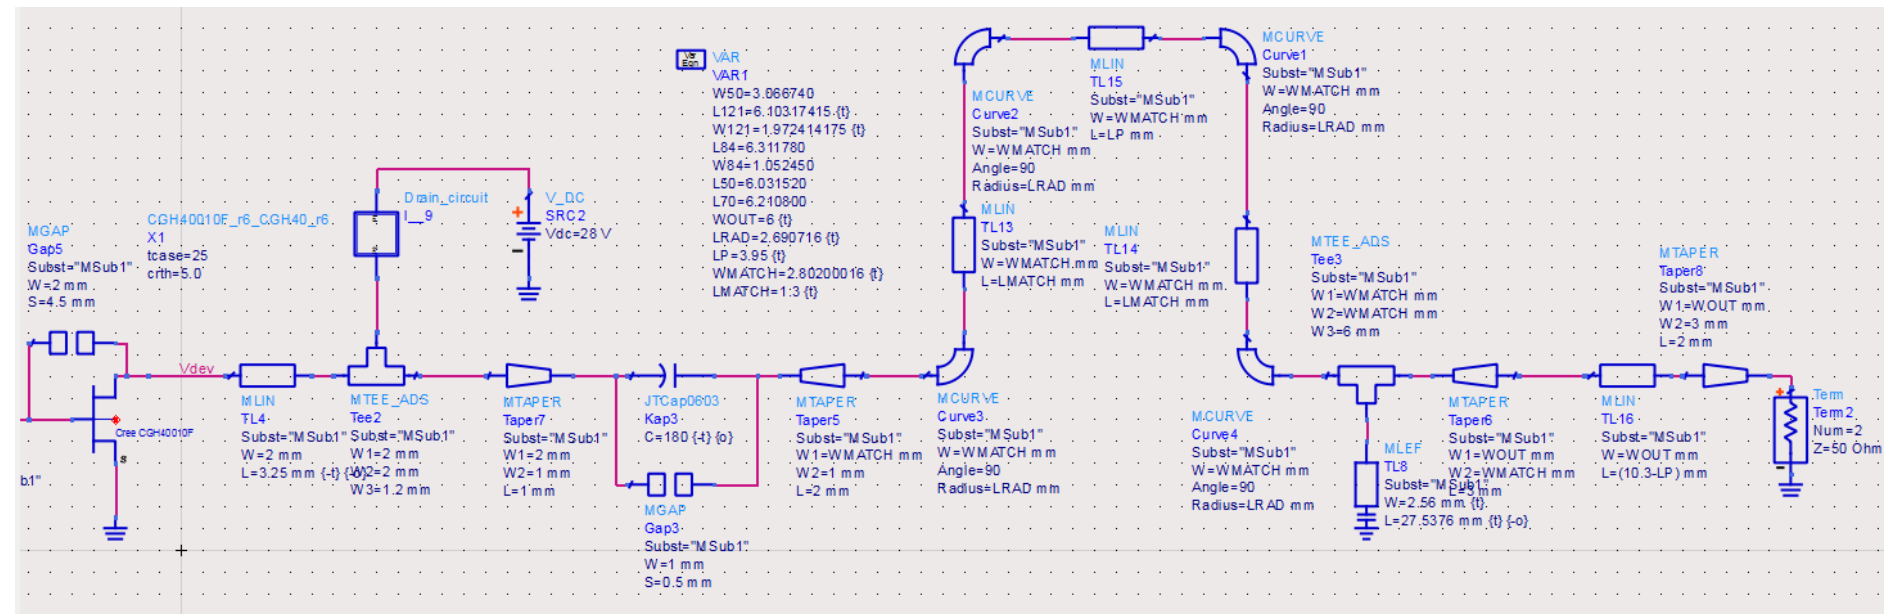 MGAP
Gap5
Subst="MSub1"
W=2 mm
S=4.5 mm
CGH40010F_r6_CGH40_r6
X1
tcase=25
crth=5.0
b1"
Cree CGH40010F
S
Vdev
MLIN
TL4
Subst="MSub1"
W=2 mm
Drain_circuit
I__9
V_DC
SRC2
Vdc=28 V
MTEE_ADS
Tee2
Subst="MSub1"
W1=2 mm
W2=2 mm
W3=1.2 mm
Var
Eqn
VAR
VAR1
W50=3.066740
L121=6.10317415 {t}
W121=1.972414175 {t}
L84=6.311780
W84=1.052450
L50=6.031520
L70=6.210800
WOUT=6 {t}
LRAD=2.690716 {t}
LP=3.95 {t}
WMATCH=2.80200016 {t}
LMATCH=1.3 {t}
MTAPER
Taper7
Subst="MSub1"
W1=2 mm
W2=1 mm
L=1 mm
JTCap0603
Kap3
C=180 {-t} {o}
MGAP
Gap3
Subst="MSub1"
W=1 mm
S=0.5 mm
MTAPER
Taper5
Subst="MSub1"
W1=WMATCH mm
W2=1 mm
L=2 mm
MCURVE
Curve3
Subst="MSub1"
W=WMATCH mm
Angle=90
Radius=LRAD mm
MCURVE
Curve2
Subst="MSub1"
W=WMATCH mm
Angle=90
Radius=LRAD mm
MLIN
TL13
Subst="MSub1"
W=WMATCH mm
L=LMATCH mm
MLIN
TL15
Subst="MSub1"
W=WMATCH mm
L=LP mm
MLIN
TL14
Subst="MSub1"
W=WMATCH mm
L=LMATCH mm
MCURVE
Curve1
Subst="MSub1"
W=WMATCH mm
Angle=90
Radius=LRAD mm
MCURVE
Curve4
Subst="MSub1"
W=WMATCH mm
Angle=90
Radius=LRAD mm
MTEE_ADS
Tee3
Subst="MSub1"
W1=WMATCH mm
W2=WMATCH mm
W3=6 mm
MLEF
TL8
Subst="MSub1"
W=2.56 mm {t}
L=27.5376 mm {t} {-o}
MTAPER
Taper6
Subst="MSub1"
W1=WOUT mm
W2=WMATCH mm
L=3 mm
MLIN
TL16
Subst="MSub1"
W=WOUT mm
L=(10.3-LP) mm
MTAPER
Taper8
Subst="MSub1"
W1=WOUT mm
W2=3 mm
L=2 mm
Term
Term2
Num=2
Z=50 Ohm